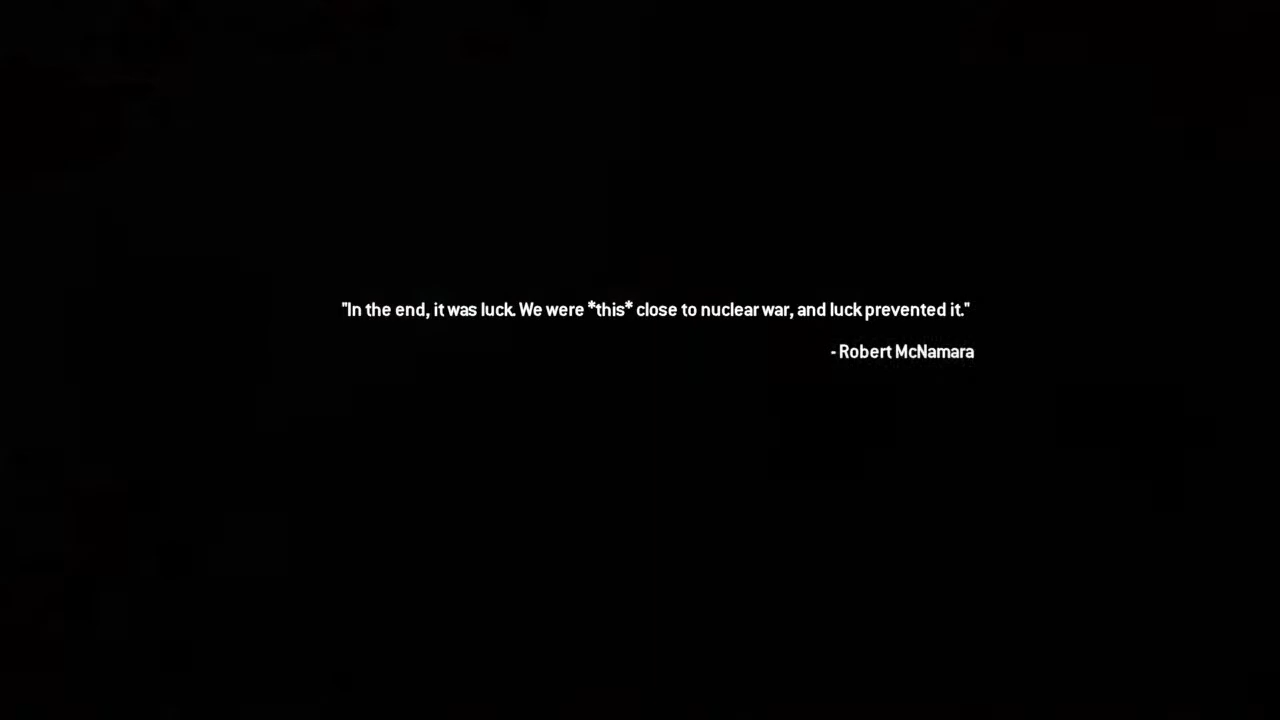 "In the end, it was luck. We were *this* close to nuclear war, and luck prevented it."
- Robert McNamara